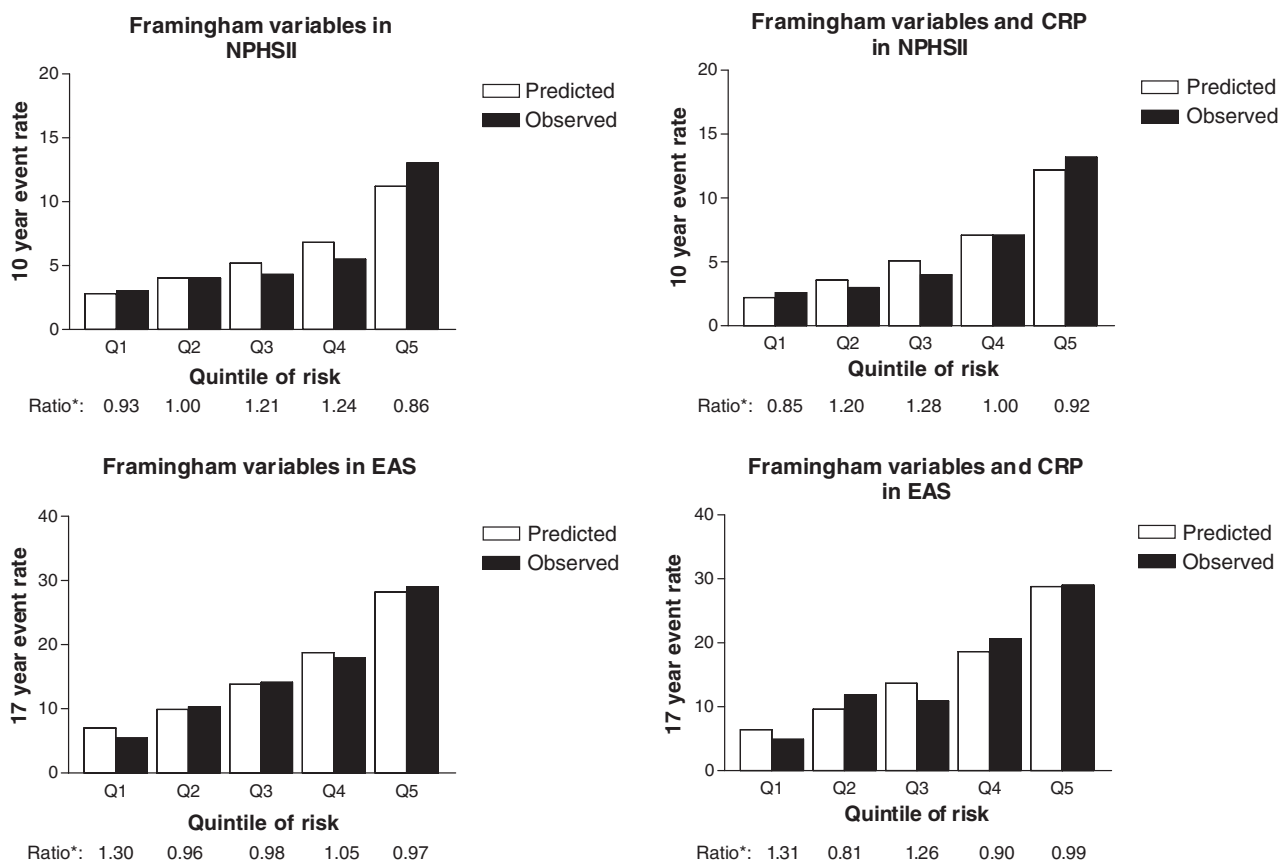 Framingham variables in
NPHSII
20
15
10
5
0
10 year event rate
Predicted
Observed
Q1 Q2 Q3 Q4 Q5
Quintile of risk
Ratio*: 0.93 1.00 1.21 1.24 0.86
Framingham variables and CRP
in NPHSII
20
15
10
5
0
10 year event rate
Predicted
Observed
Q1 Q2 Q3 Q4 Q5
Quintile of risk
Ratio*: 0.85 1.20 1.28 1.00 0.92
Framingham variables in EAS
40
30
20
10
0
17 year event rate
Predicted
Observed
Q1 Q2 Q3 Q4 Q5
Quintile of risk
Ratio*: 1.30 0.96 0.98 1.05 0.97
Framingham variables and CRP
in EAS
40
30
20
10
0
17 year event rate
Predicted
Observed
Q1 Q2 Q3 Q4 Q5
Quintile of risk
Ratio*: 1.31 0.81 1.26 0.90 0.99